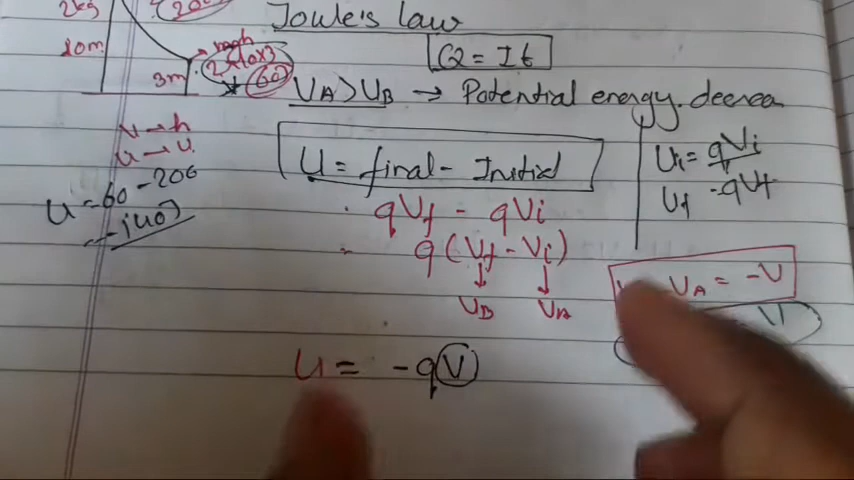 2kg
Joule's law
Q = It
10m
mgh
2×10×3
3m
60
VA>VB → Potential energy.decrea
V → h
U → U
U = final - Initial
Ui = qVi
Uf - qVf
U = 60 - 200
- 140J
qVf - qVi
q(Vf - Vi)
VB VA
VA = -V
V
U = -qV